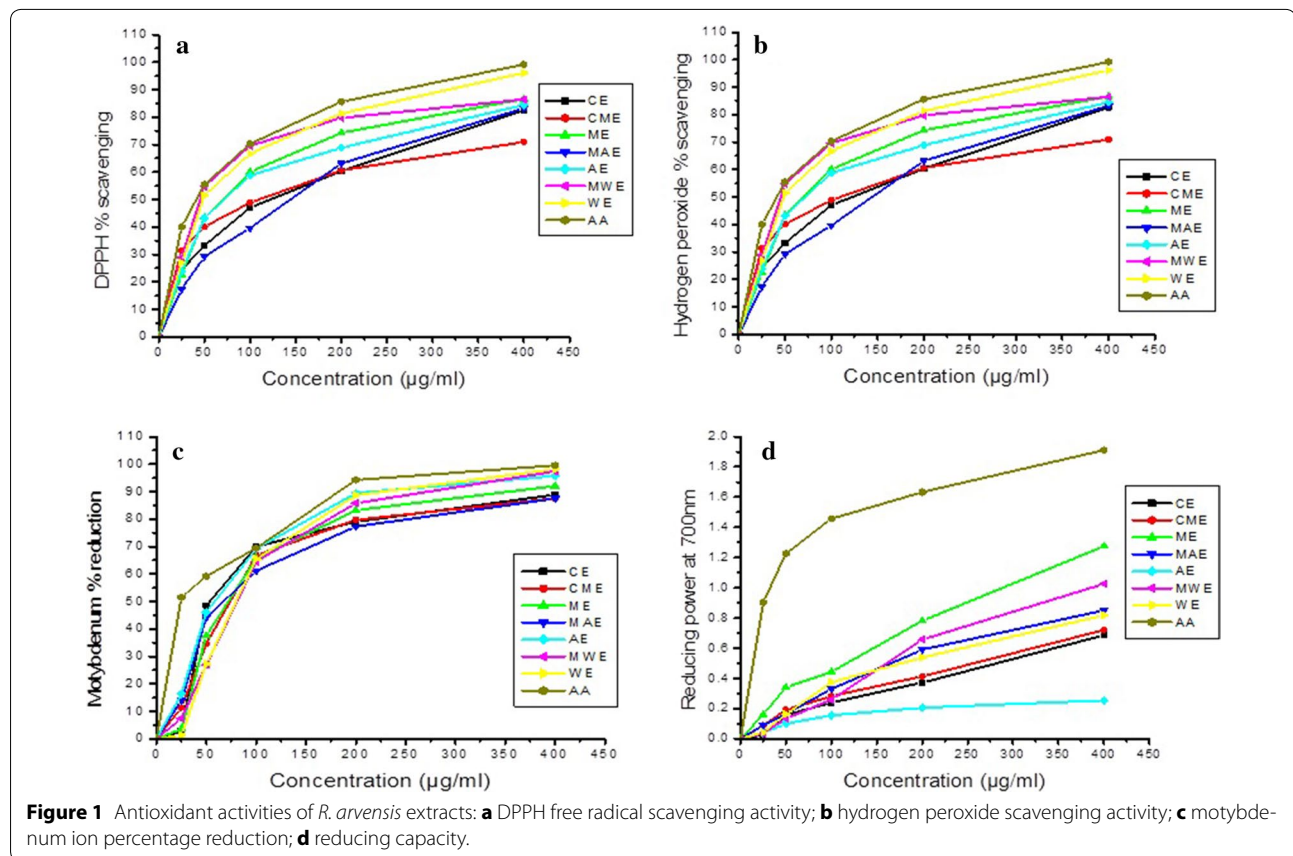 a
DPPH % scavenging
110
100
90
80
70
60
50
40
30
20
10
0
0 50 100 150 200 250 300 350 400 450
Concentration (µg/ml)
CE
CME
ME
MAE
AE
MWE
WE
AA
b
Hydrogen peroxide % scavenging
110
100
90
80
70
60
50
40
30
20
10
0
0 50 100 150 200 250 300 350 400 450
Concentration (µg/ml)
CE
CME
ME
MAE
AE
MWE
WE
AA
c
Motybdenum % reduction
110
100
90
80
70
60
50
40
30
20
10
0
0 50 100 150 200 250 300 350 400 450
Concentration (µg/ml)
CE
CME
ME
MAE
AE
MWE
WE
AA
d
Reducing power at 700nm
2.0
1.8
1.6
1.4
1.2
1.0
0.8
0.6
0.4
0.2
0.0
0 50 100 150 200 250 300 350 400 450
Concentration (µg/ml)
CE
CME
ME
MAE
AE
MWE
WE
AA
Figure 1 Antioxidant activities of R. arvensis extracts: a DPPH free radical scavenging activity; b hydrogen peroxide scavenging activity; c motybde-
num ion percentage reduction; d reducing capacity.